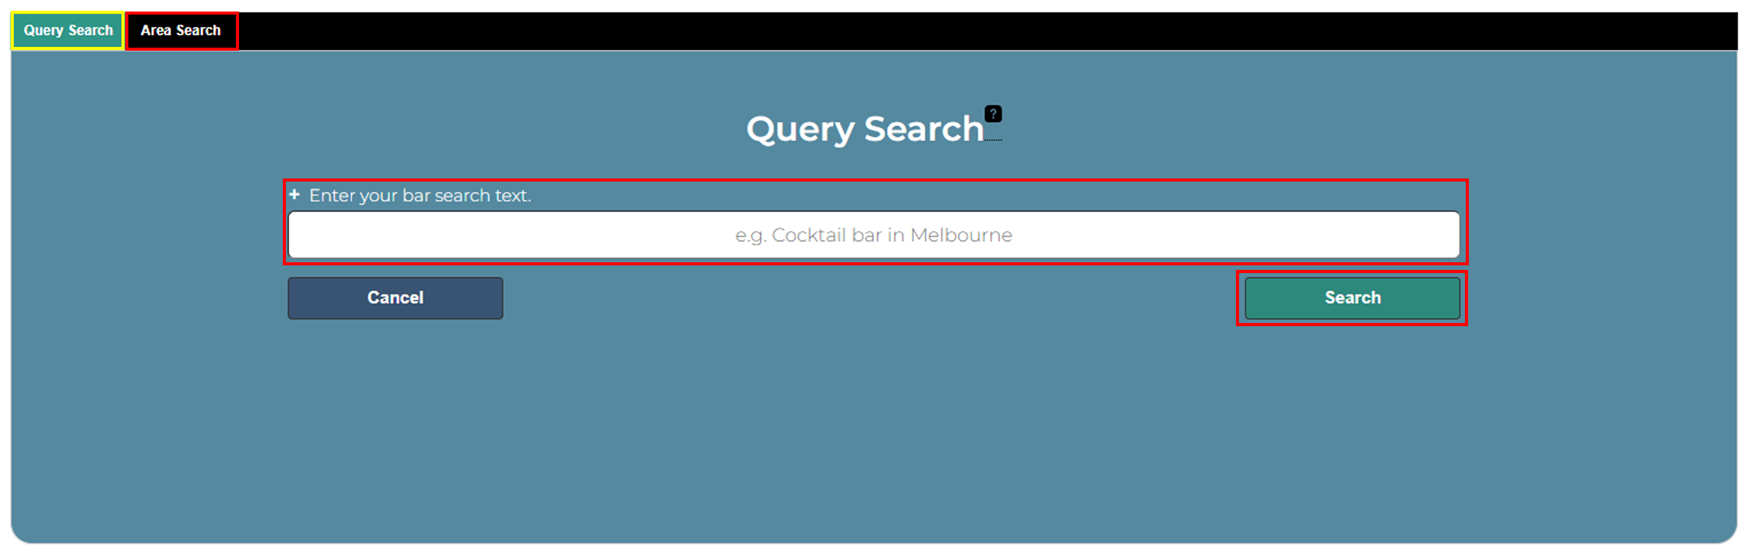 Query Search Area Search
Query Search ?
+ Enter your bar search text.
e.g. Cocktail bar in Melbourne
Cancel Search